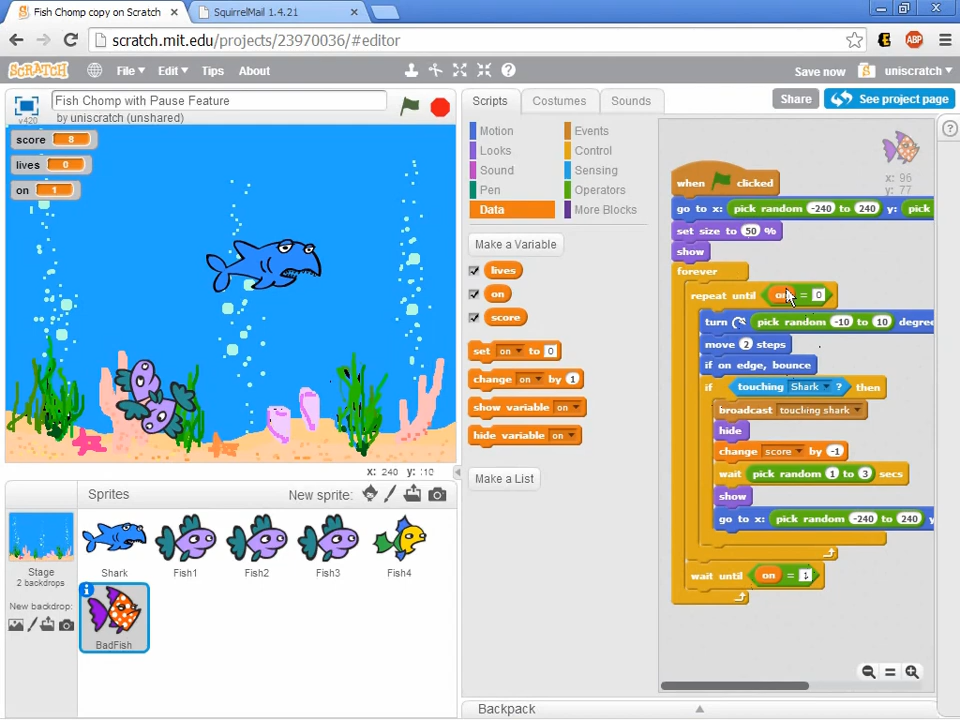 Fish Chomp copy on Scratch
SquirrelMail 1.4.21
scratch.mit.edu/projects/23970036/#editor
ABP
SCRATCH
File
Edit
Tips
About
Save now
uniscratch
v420
Fish Chomp with Pause Feature
by uniscratch (unshared)
Scripts
Costumes
Sounds
Share
See project page
score 8
lives 0
on 1
Motion
Looks
Sound
Pen
Data
Events
Control
Sensing
Operators
More Blocks
Make a Variable
lives
on
score
set on to 0
change on by 1
show variable on
hide variable on
Make a List
x: 96
y: 77
when clicked
go to x: pick random -240 to 240 y: pick
set size to 50 %
show
forever
repeat until on = 0
turn pick random -10 to 10 degree
move 2 steps
if on edge, bounce
if touching Shark ? then
broadcast touching shark
hide
change score by -1
wait pick random 1 to 3 secs
show
go to x: pick random -240 to 240 y
wait until on = 1
x: 240 y: 110
Sprites
New sprite:
Stage
2 backdrops
New backdrop:
Shark
Fish1
Fish2
Fish3
Fish4
BadFish
Backpack